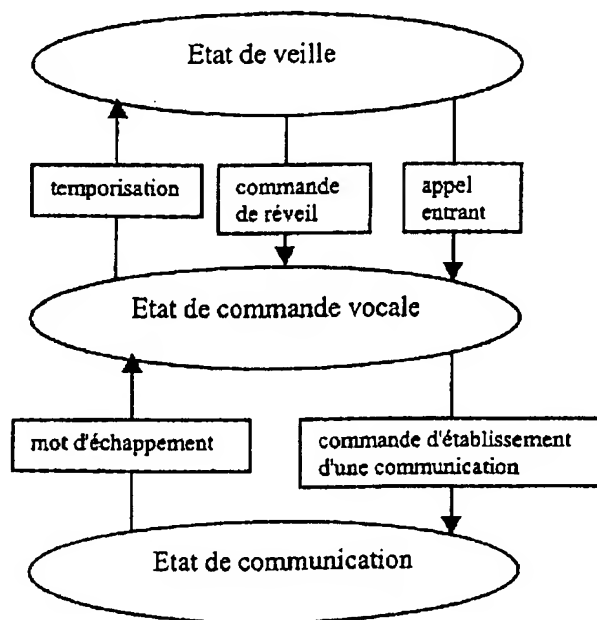 Etat de veille
temporisation
commande
de réveil
appel
entrant
Etat de commande vocale
mot d'échappement
commande d'établissement
d'une communication
Etat de communication